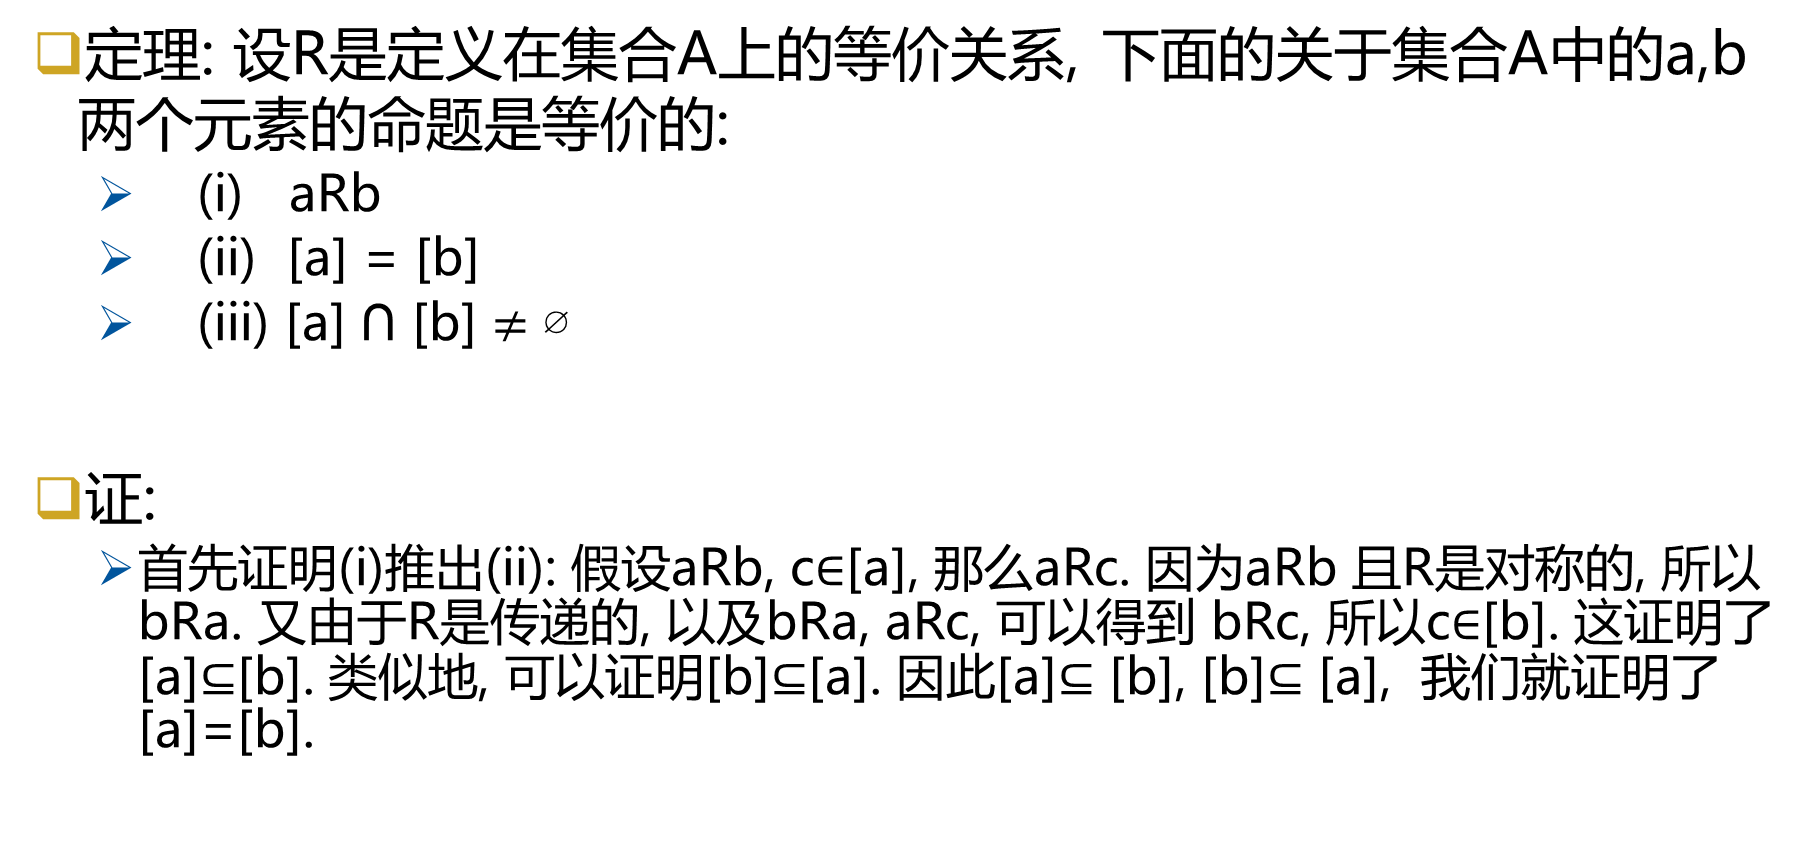 定理: 设R是定义在集合A上的等价关系, 下面的关于集合A中的a,b
两个元素的命题是等价的:
(i) aRb
(ii) [a] = [b]
(iii) [a] ∩ [b] ≠ ∅
证:
首先证明(i)推出(ii): 假设aRb, c∈[a], 那么aRc. 因为aRb 且R是对称的, 所以
bRa. 又由于R是传递的, 以及bRa, aRc, 可以得到 bRc, 所以c∈[b]. 这证明了
[a]⊆[b]. 类似地, 可以证明[b]⊆[a]. 因此[a]⊆ [b], [b]⊆ [a], 我们就证明了
[a]=[b].